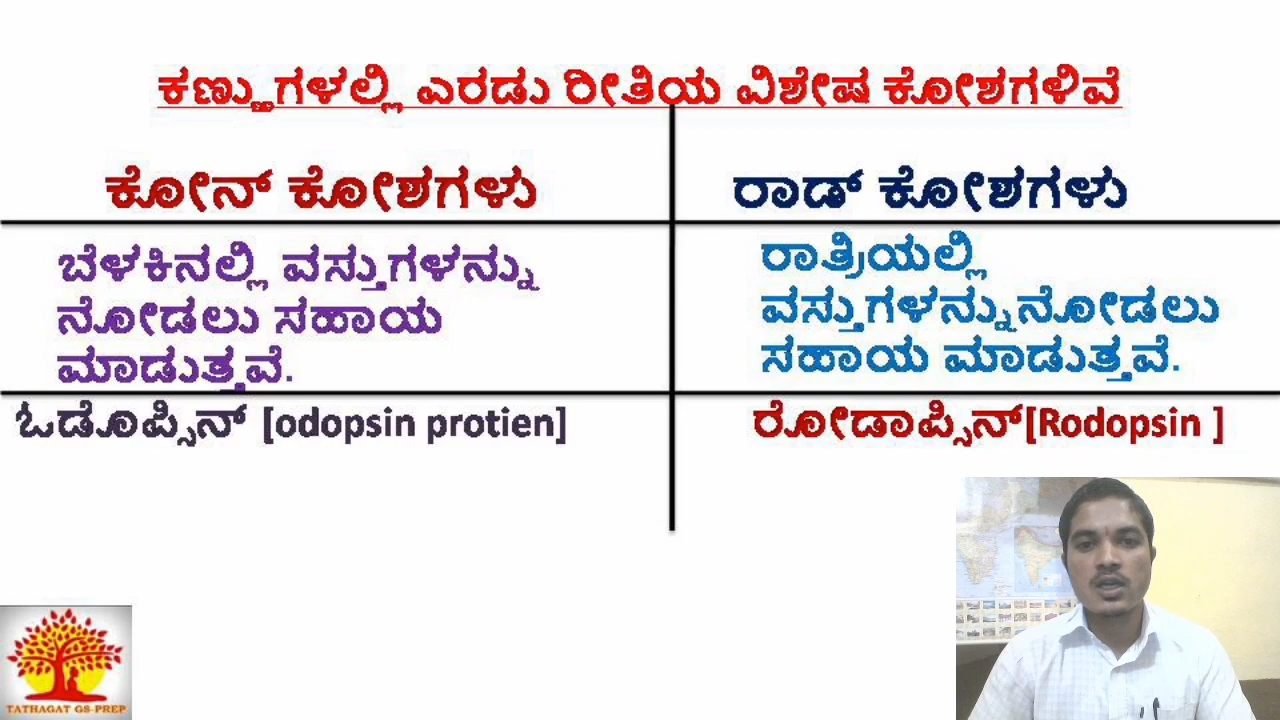 ಕಣ್ಣುಗಳಲ್ಲಿ ಎರಡು ರೀತಿಯ ವಿಶೇಷ ಕೋಶಗಳಿವೆ
ಕೋನ್ ಕೋಶಗಳು
ರಾಡ್ ಕೋಶಗಳು
ಬೆಳಕಿನಲ್ಲಿ ವಸ್ತುಗಳನ್ನು
ನೋಡಲು ಸಹಾಯ
ಮಾಡುತ್ತವೆ.
ರಾತ್ರಿಯಲ್ಲಿ
ವಸ್ತುಗಳನ್ನುನೋಡಲು
ಸಹಾಯ ಮಾಡುತ್ತವೆ.
ಓಡೊಪ್ಸಿನ್ [odopsin protien]
ರೋಡಾಪ್ಸಿನ್[Rodopsin ]
TATHAGAT GS-PREP